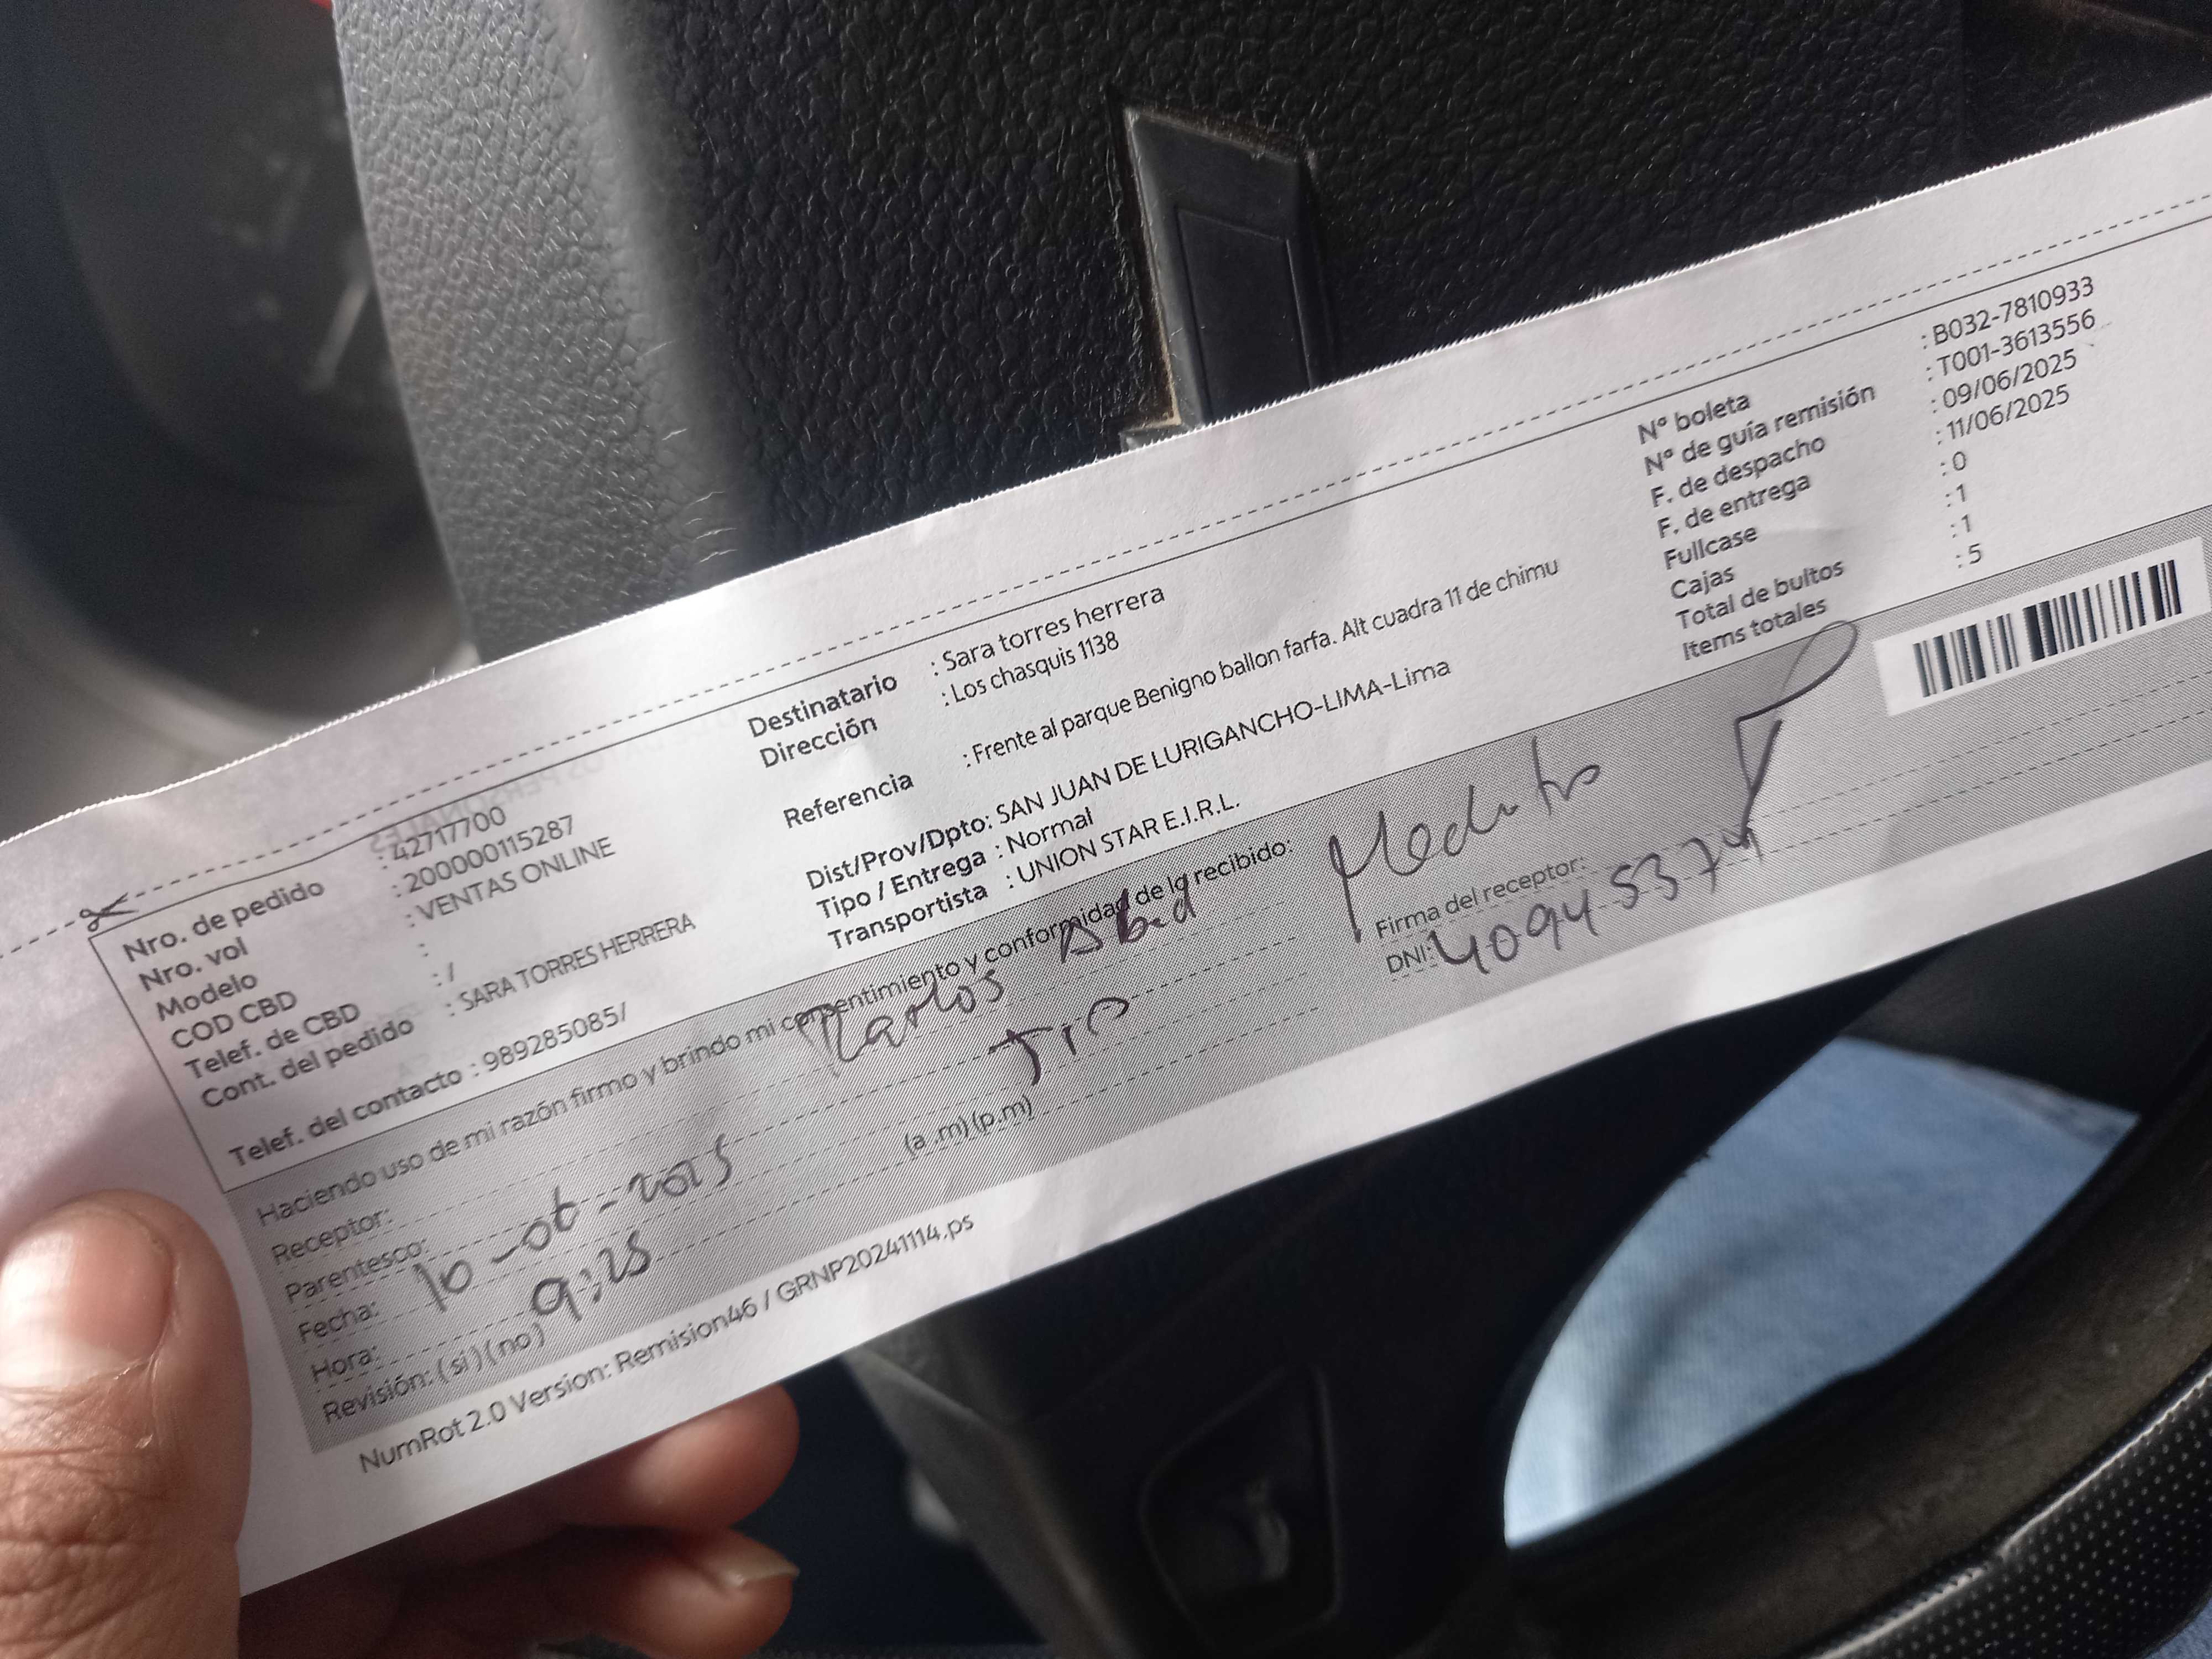 Nro. de pedido : 42717700
Nro. vol : 200000115287
Modelo : VENTAS ONLINE
COD CBD :
Telef. de CBD : /
Cont. del pedido : SARA TORRES HERRERA
Telef. del contacto : 989285085/
Destinatario : Sara torres herrera
Dirección : Los chasquis 1138
Referencia : Frente al parque Benigno ballon farfa. Alt cuadra 11 de chimu
Dist/Prov/Dpto: SAN JUAN DE LURIGANCHO-LIMA-Lima
Tipo / Entrega : Normal
Transportista : UNION STAR E.I.R.L.
N° boleta : B032-7810933
N° de guía remisión : T001-3613556
F. de despacho : 09/06/2025
F. de entrega : 11/06/2025
Fullcase : 0
Cajas : 1
Total de bultos : 1
Items totales : 5
Haciendo uso de mi razón firmo y brindo mi consentimiento y conformidad de lo recibido:
Receptor: Carlos Abad
Parentesco: TIO
Fecha: 10-06-2025
Hora: 9:25 (a .m) (p.m)
Revisión: (si) (no)
Firma del receptor:
DNI: 40945374
NumRot 2.0 Version: Remision46 / GRNP20241114.ps